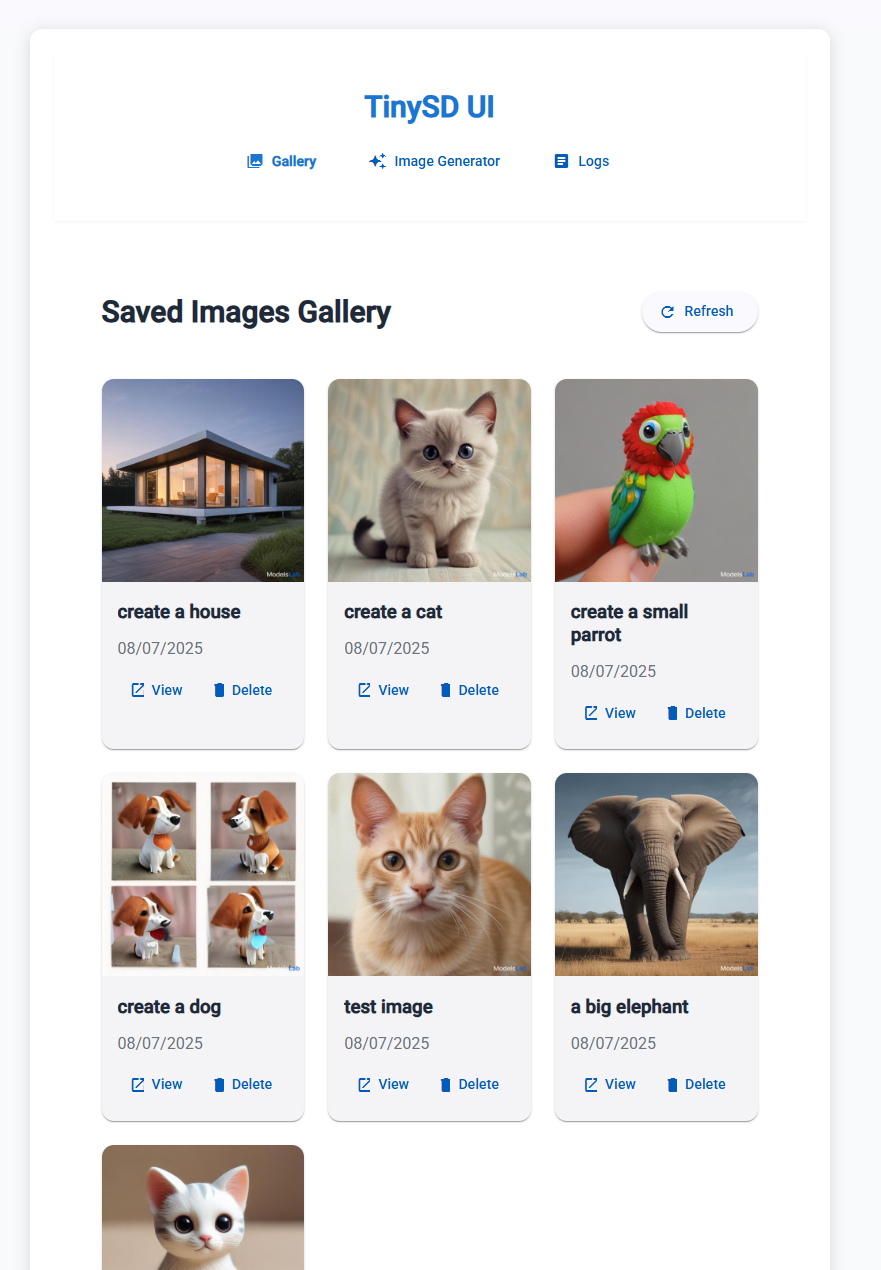 TinySD UI
Gallery
Image Generator
Logs
Saved Images Gallery
Refresh
ModelsLab
ModelsLab
ModelsLab
create a house
create a cat
create a small
parrot
08/07/2025
08/07/2025
08/07/2025
View
Delete
View
Delete
View
Delete
ModelsLab
ModelsLab
ModelsLab
create a dog
test image
a big elephant
08/07/2025
08/07/2025
08/07/2025
View
Delete
View
Delete
View
Delete